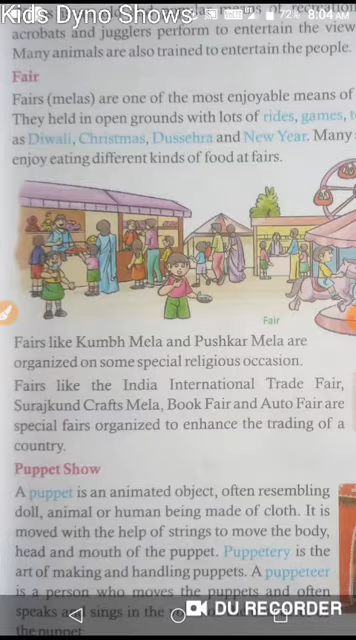 Kids Dyno Shows
72% 8:04 AM
acrobats and jugglers perform to entertain the view
Many animals are also trained to entertain the people.
Fair
Fairs (melas) are one of the most enjoyable means of
They held in open grounds with lots of rides, games, t
as Diwali, Christmas, Dussehra and New Year. Many
enjoy eating different kinds of food at fairs.
Fair
Fairs like Kumbh Mela and Pushkar Mela are
organized on some special religious occasion.
Fairs like the India International Trade Fair,
Surajkund Crafts Mela, Book Fair and Auto Fair are
special fairs organized to enhance the trading of a
country.
Puppet Show
A puppet is an animated object, often resembling
doll, animal or human being made of cloth. It is
moved with the help of strings to move the body,
head and mouth of the puppet. Puppetery is the
art of making and handling puppets. A puppeteer
is a person who moves the puppets and often
speaks and sings in the
DU RECORDER
the puppet